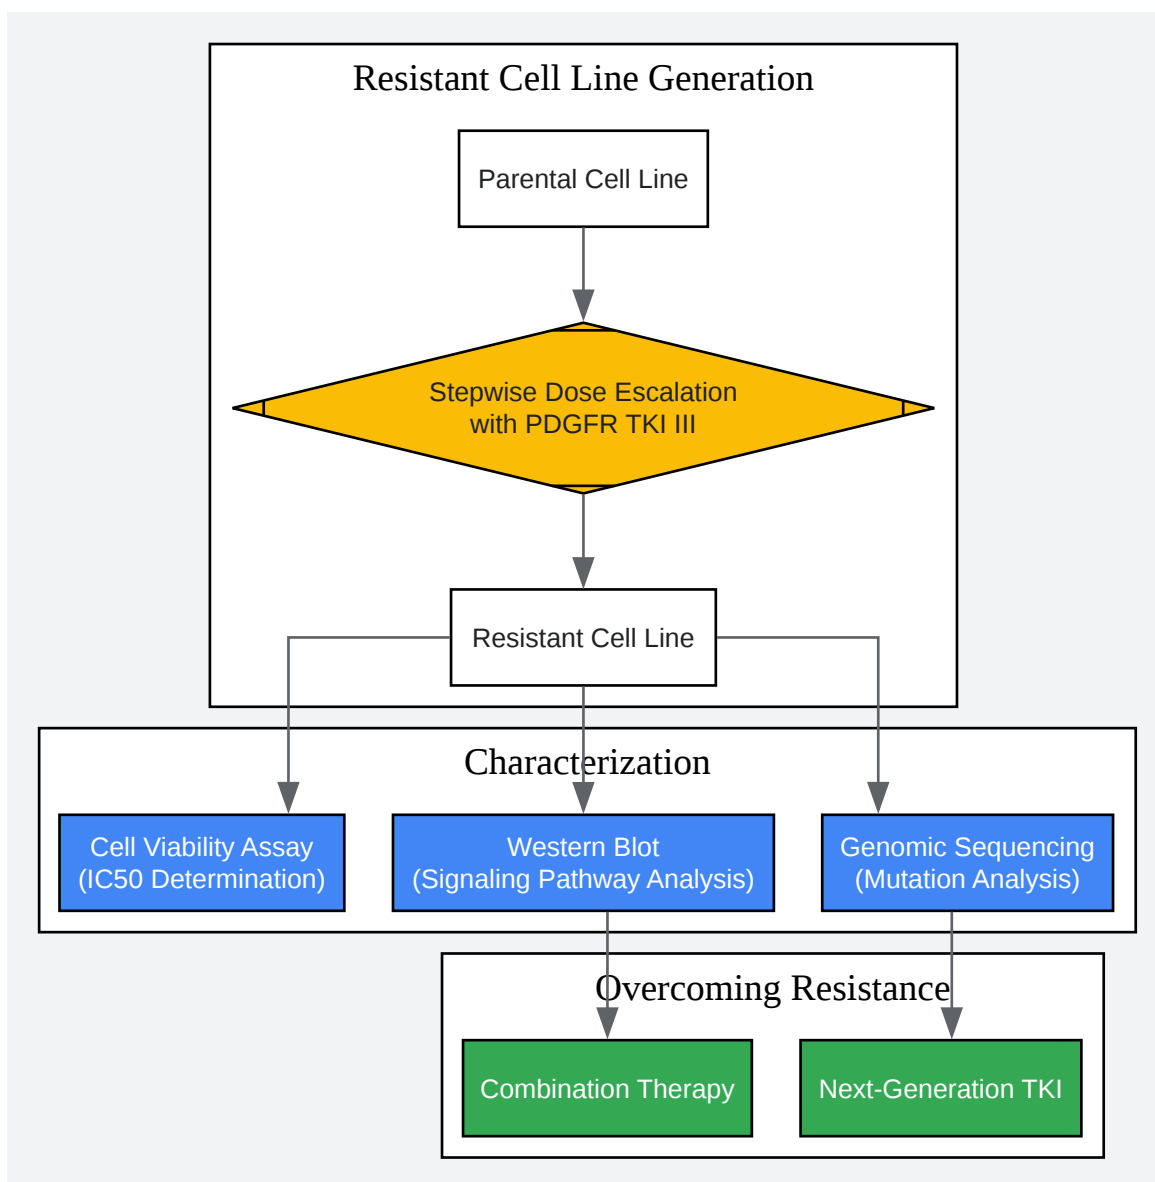 Resistant Cell Line Generation
Parental Cell Line
Stepwise Dose Escalation
with PDGFR TKI III
Resistant Cell Line
Characterization
Cell Viability Assay
(IC50 Determination)
Western Blot
(Signaling Pathway Analysis)
Genomic Sequencing
(Mutation Analysis)
Overcoming Resistance
Combination Therapy
Next-Generation TKI